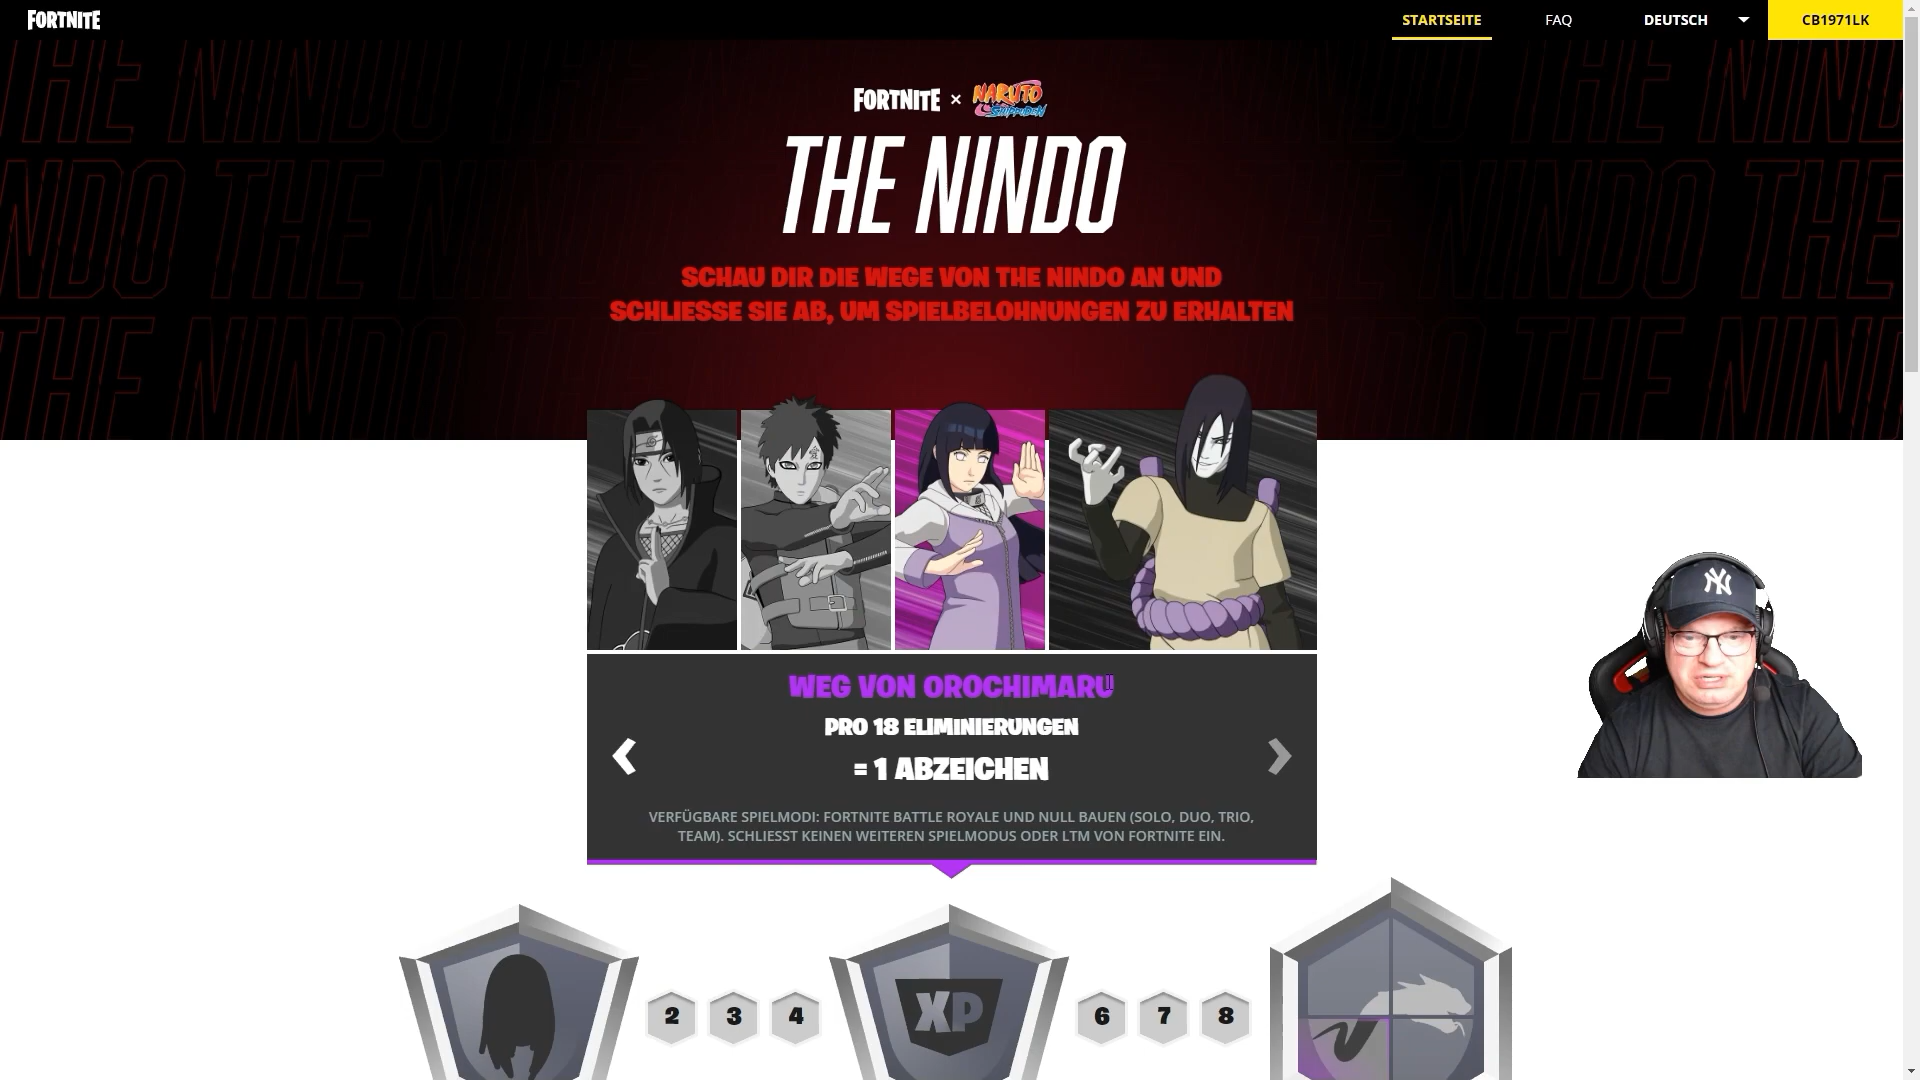 FORTNITE
STARTSEITE
FAQ
DEUTSCH
CB1971LK
FORTNITE × NARUTO SHIPPUDEN
THE NINDO
SCHAU DIR DIE WEGE VON THE NINDO AN UND
SCHLIESSE SIE AB, UM SPIELBELOHNUNGEN ZU ERHALTEN
WEG VON OROCHIMARU
PRO 18 ELIMINIERUNGEN
= 1 ABZEICHEN
VERFÜGBARE SPIELMODI: FORTNITE BATTLE ROYALE UND NULL BAUEN (SOLO, DUO, TRIO,
TEAM). SCHLIESST KEINEN WEITEREN SPIELMODUS ODER LTM VON FORTNITE EIN.
2 3 4 XP 6 7 8
NY